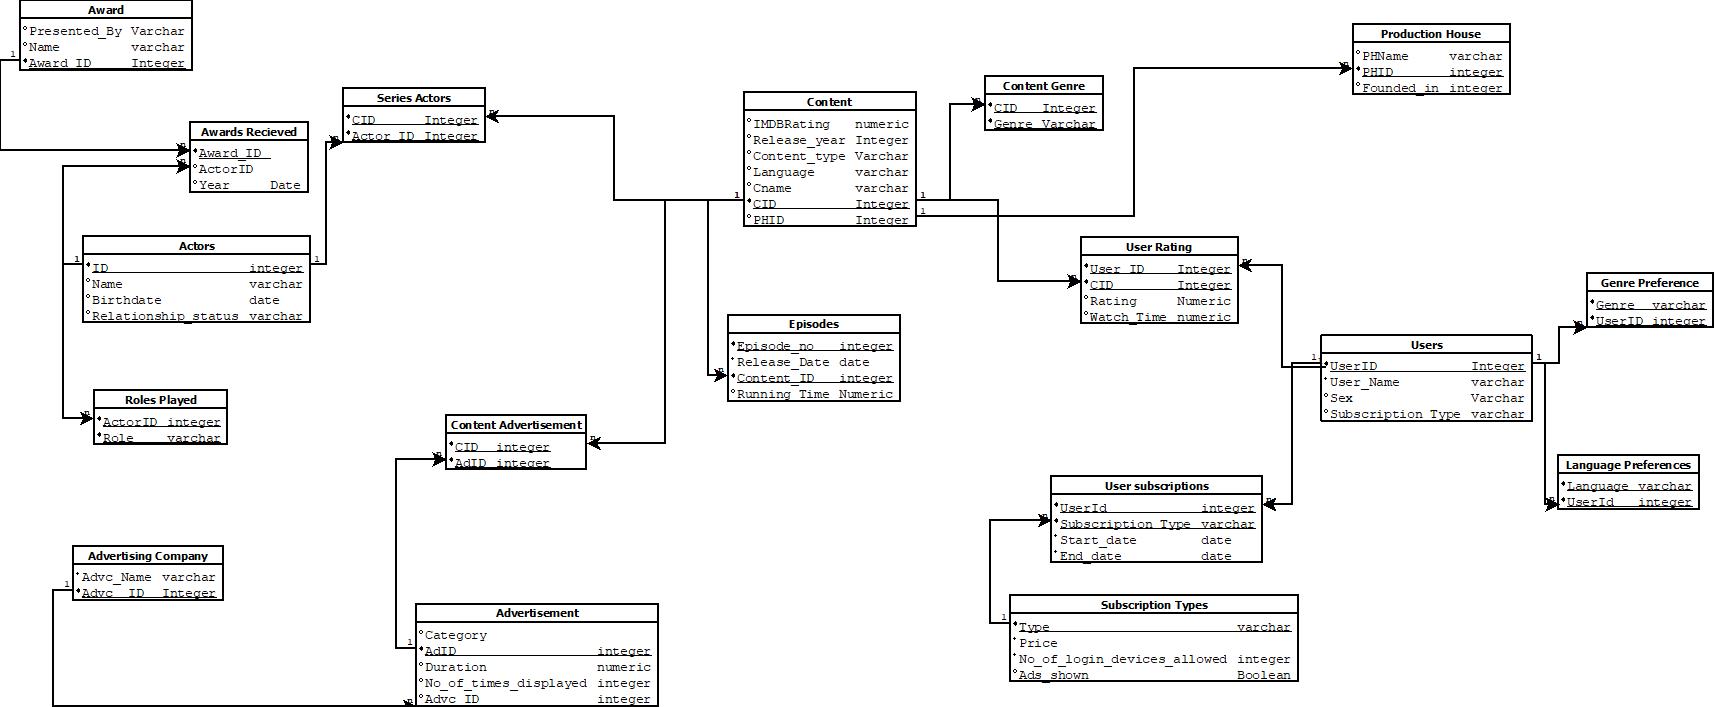 Award
Presented_By Varchar
Name varchar
Award_ID Integer
Production House
PHName varchar
PHID integer
Founded_in integer
Series Actors
CID Integer
Actor_ID Integer
Content
IMDBRating numeric
Release_year Integer
Content_type Varchar
Language varchar
Cname varchar
CID Integer
PHID Integer
Content Genre
CID Integer
Genre Varchar
Awards Recieved
Award_ID
ActorID
Year Date
Actors
ID integer
Name varchar
Birthdate date
Relationship_status varchar
User Rating
User_ID Integer
CID Integer
Rating Numeric
Watch_Time numeric
Genre Preference
Genre varchar
UserID integer
Episodes
Episode_no integer
Release_Date date
Content_ID integer
Running_Time Numeric
Users
UserID Integer
User_Name varchar
Sex Varchar
Subscription_Type varchar
Roles Played
ActorID integer
Role varchar
Content Advertisement
CID integer
AdID integer
Language Preferences
Language varchar
UserId integer
User subscriptions
UserId integer
Subscription_Type varchar
Start_date date
End_date date
Advertising Company
Advc_Name varchar
Advc_ID Integer
Advertisement
Category
AdID integer
Duration numeric
No_of_times_displayed integer
Advc_ID integer
Subscription Types
Type varchar
Price
No_of_login_devices_allowed integer
Ads_shown Boolean
1
1
1
1
1
1
1
1
1
1
1
1